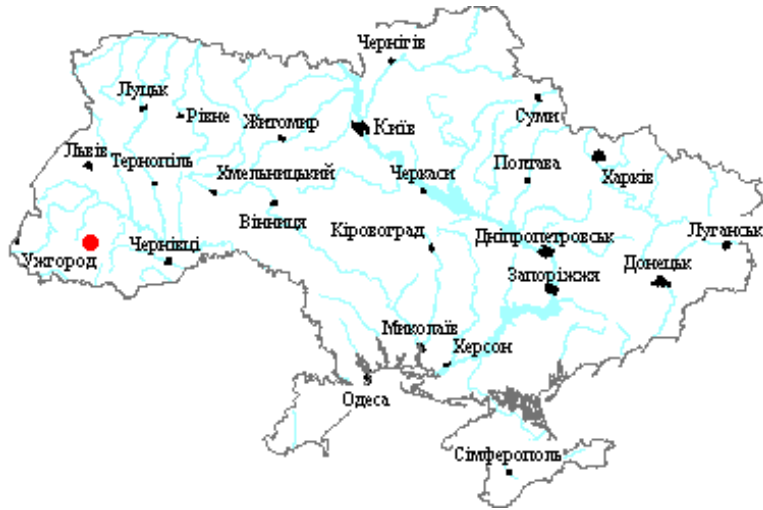 Чернігів
Луцьк
Рівне
Суми
Житомир
Київ
Львів
Тернопіль
Хмельницький
Черкаси
Полтава
Харків
Вінниця
Кіровоград
Дніпропетровськ
Луганськ
Ужгород
Чернівці
Донецьк
Запоріжжя
Миколаїв
Херсон
Одеса
Сімферополь